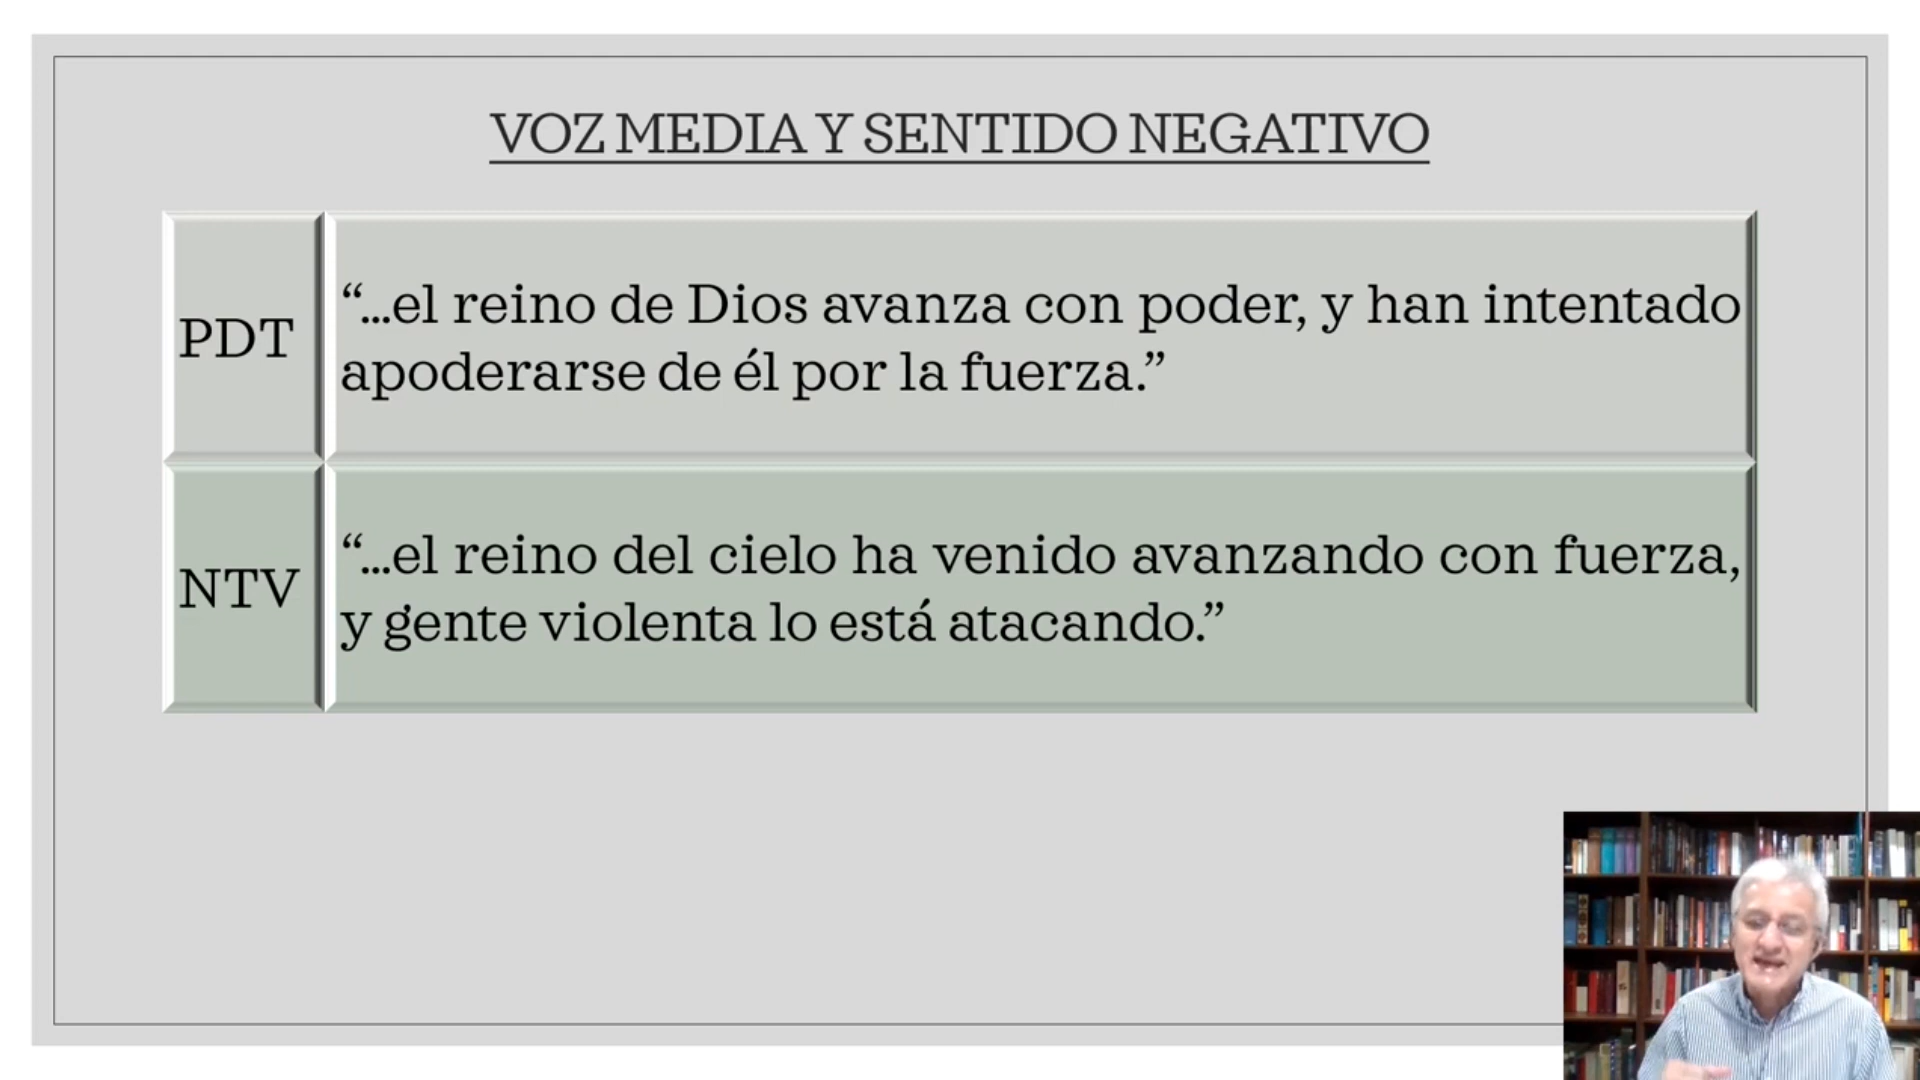 VOZ MEDIA Y SENTIDO NEGATIVO
PDT
“…el reino de Dios avanza con poder, y han intentado
apoderarse de él por la fuerza.”
NTV
“…el reino del cielo ha venido avanzando con fuerza,
y gente violenta lo está atacando.”